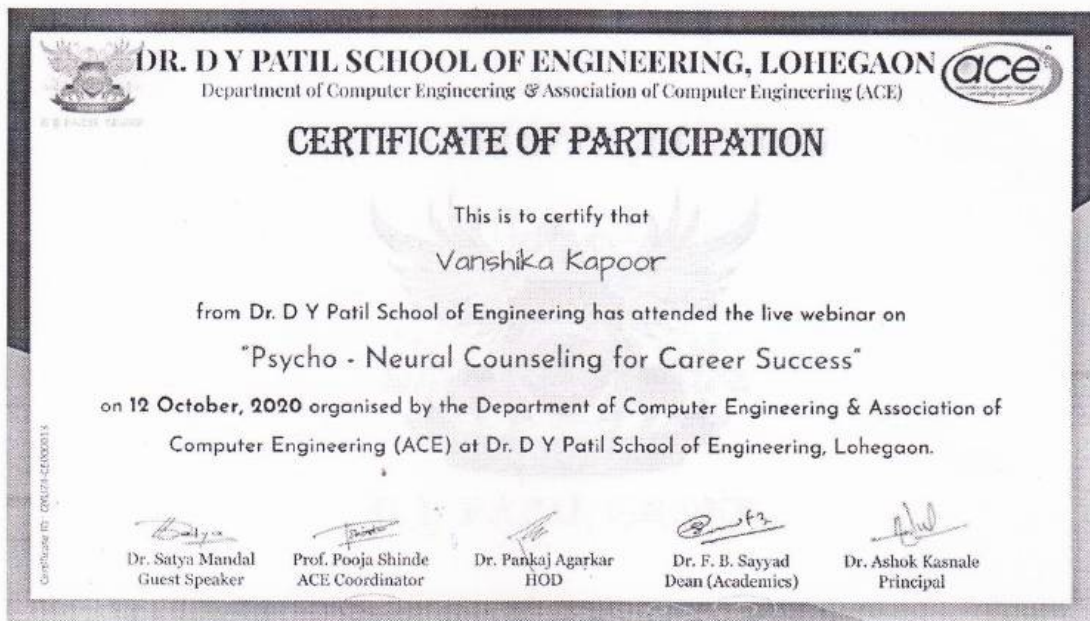 DR. D Y PATIL SCHOOL OF ENGINEERING, LOHEGAON
ace
Department of Computer Engineering & Association of Computer Engineering (ACE)
CERTIFICATE OF PARTICIPATION
This is to certify that
Vanshika Kapoor
from Dr. D Y Patil School of Engineering has attended the live webinar on
"Psycho - Neural Counseling for Career Success"
on 12 October, 2020 organised by the Department of Computer Engineering & Association of
Computer Engineering (ACE) at Dr. D Y Patil School of Engineering, Lohegaon.
Certificate ID:
Dr. Satya Mandal
Guest Speaker
Prof. Pooja Shinde
ACE Coordinator
Dr. Pankaj Agarkar
HOD
Dr. F. B. Sayyad
Dean (Academics)
Dr. Ashok Kasnale
Principal